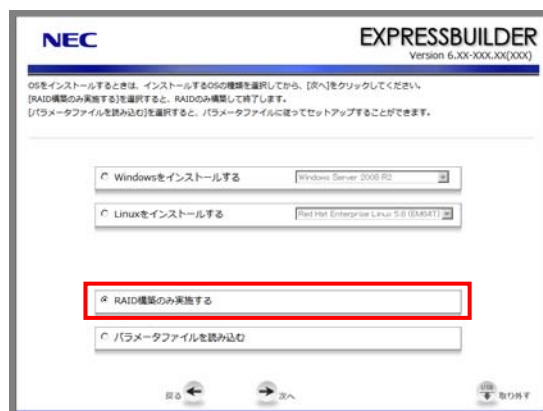 NEC
EXPRESSBUILDER
Version 6.XX-XXX.XX(XXX)
OSをインストールするときは、インストールするOSの種類を選択してから、[次へ]をクリックしてください。
[RAID構築のみ実施する]を選択すると、RAIDのみ構築して終了します。
[パラメータファイルを読み込む]を選択すると、パラメータファイルに従ってセットアップすることができます。
Windowsをインストールする
Windows Server 2008 R2
Linuxをインストールする
Red Hat Enterprise Linux 5.8 (EM64T)
RAID構築のみ実施する
パラメータファイルを読み込む
戻る
次へ
USB
取り外す